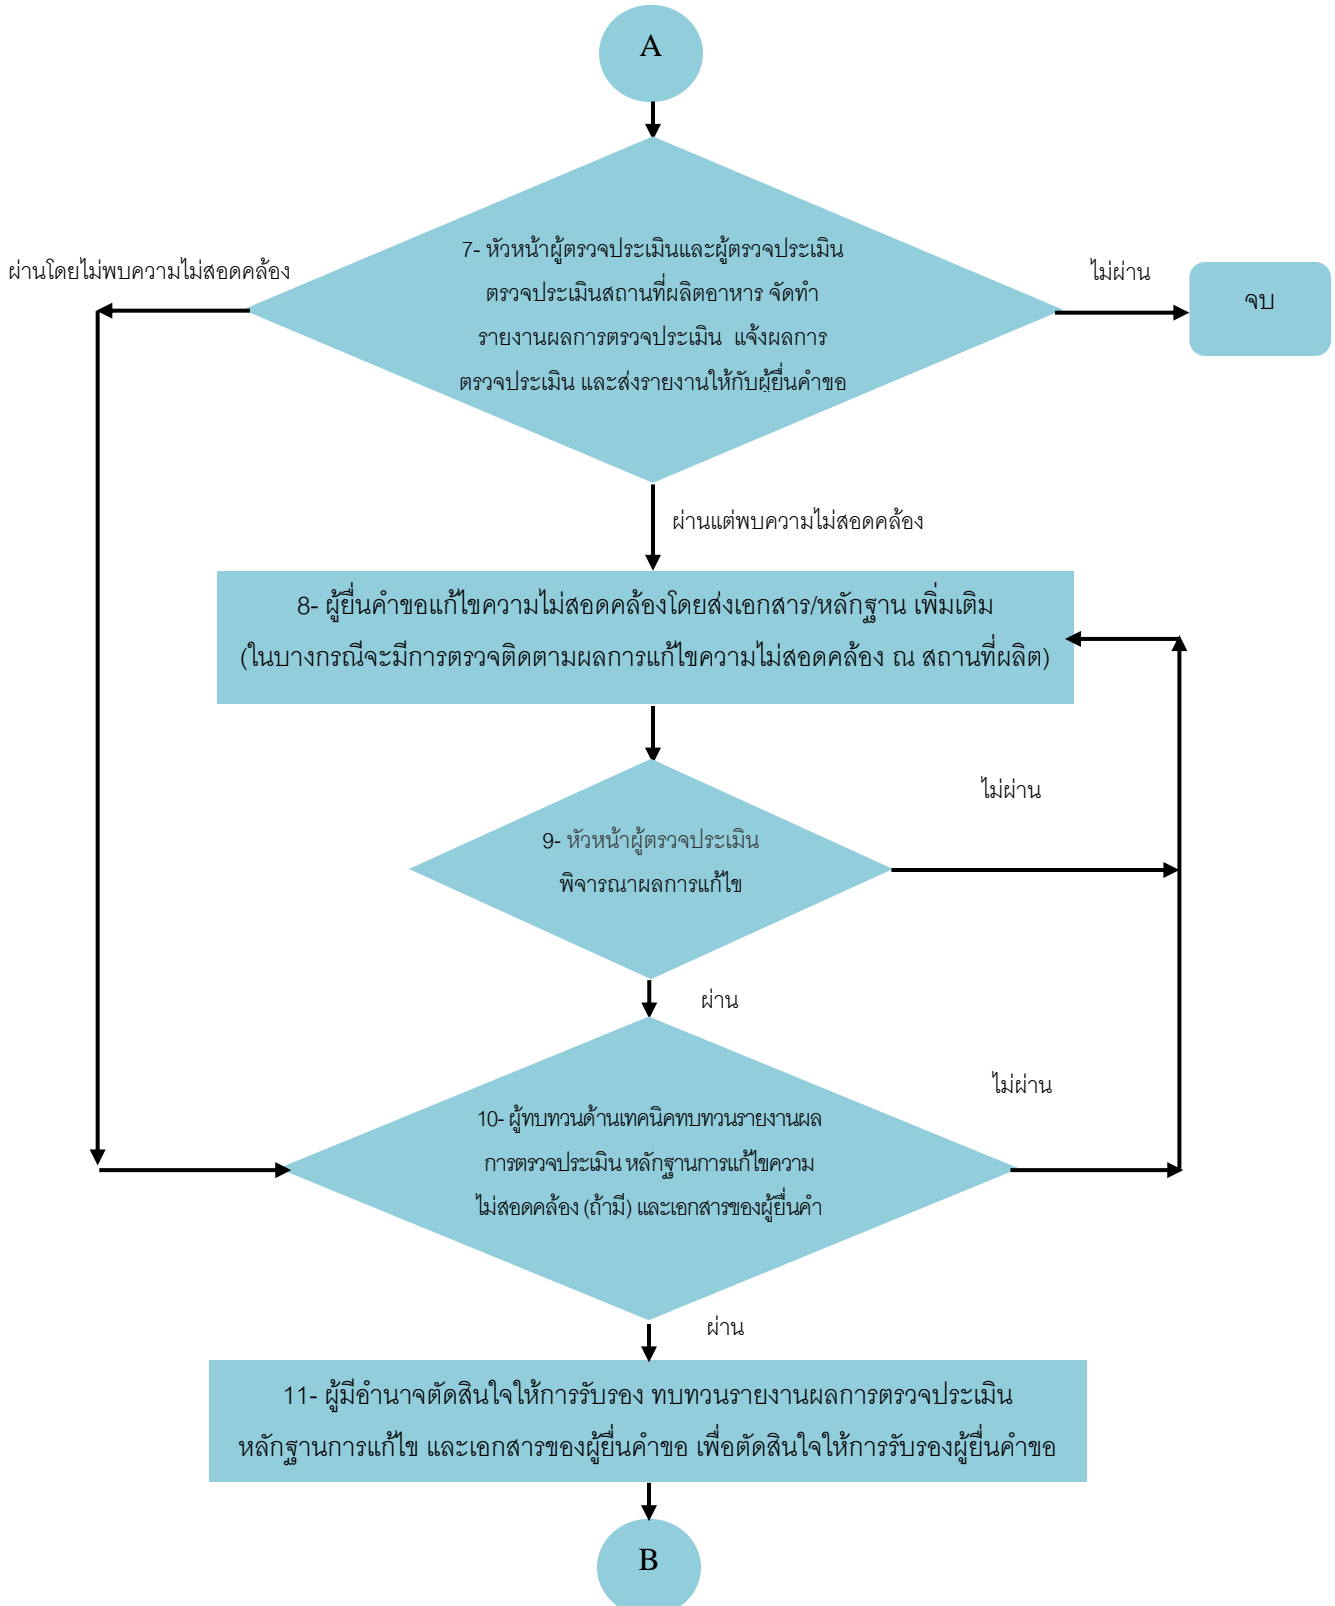 A
7- หัวหน้าผู้ตรวจประเมินและผู้ตรวจประเมิน
ตรวจประเมินสถานที่ผลิตอาหาร จัดทำ
รายงานผลการตรวจประเมิน แจ้งผลการ
ตรวจประเมิน และส่งรายงานให้กับผู้ยื่นคำขอ
ผ่านโดยไม่พบความไม่สอดคล้อง
ไม่ผ่าน
จบ
ผ่านแต่พบความไม่สอดคล้อง
8- ผู้ยื่นคำขอแก้ไขความไม่สอดคล้องโดยส่งเอกสาร/หลักฐาน เพิ่มเติม
(ในบางกรณีจะมีการตรวจติดตามผลการแก้ไขความไม่สอดคล้อง ณ สถานที่ผลิต)
ไม่ผ่าน
9- หัวหน้าผู้ตรวจประเมิน
พิจารณาผลการแก้ไข
ผ่าน
ไม่ผ่าน
10- ผู้ทบทวนด้านเทคนิคทบทวนรายงานผล
การตรวจประเมิน หลักฐานการแก้ไขความ
ไม่สอดคล้อง (ถ้ามี) และเอกสารของผู้ยื่นคำ
ผ่าน
11- ผู้มีอำนาจตัดสินใจให้การรับรอง ทบทวนรายงานผลการตรวจประเมิน
หลักฐานการแก้ไข และเอกสารของผู้ยื่นคำขอ เพื่อตัดสินใจให้การรับรองผู้ยื่นคำขอ
B